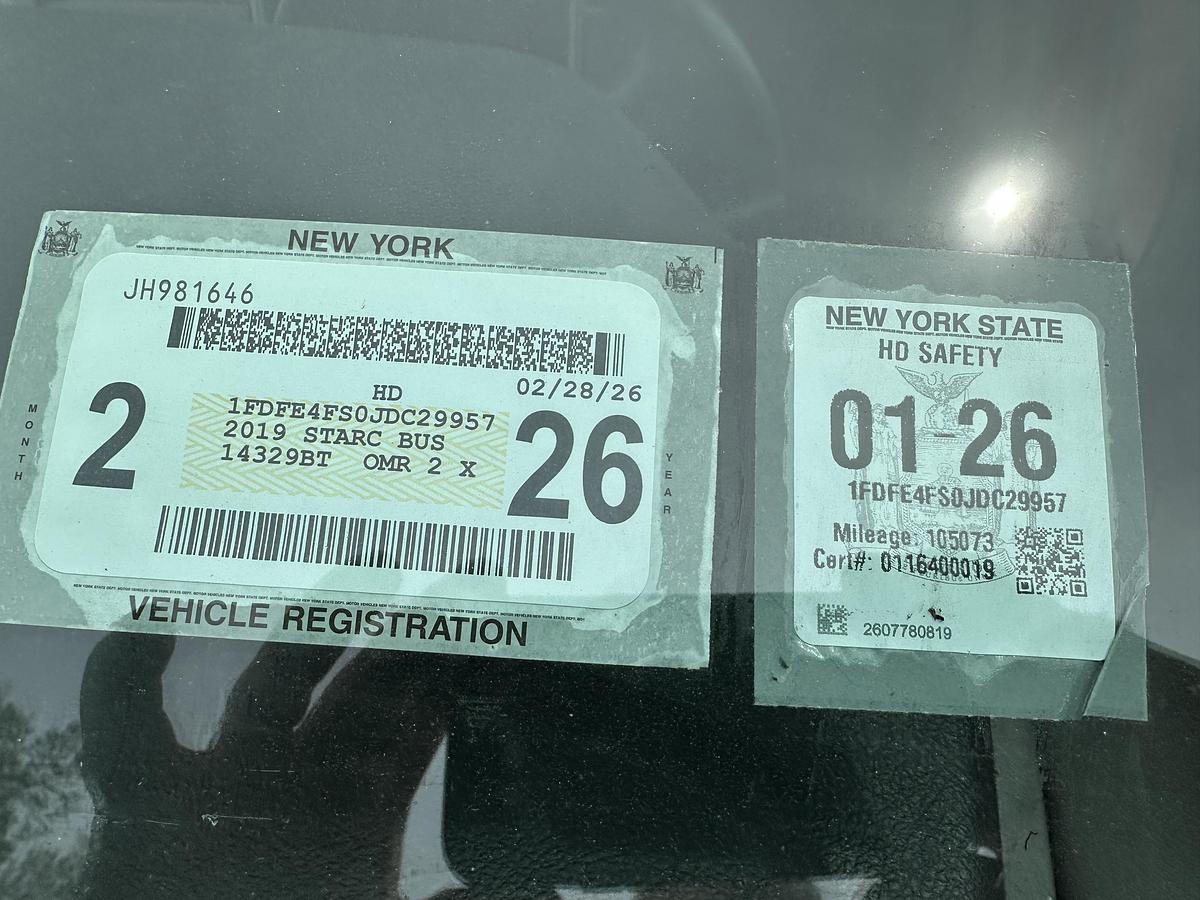 NEW YORK
JH981646
HD
02/28/26
1FDFE4FS0JDC29957
2019 STARC BUS
14329BT OMR 2 X
2
26
MONTH
YEAR
VEHICLE REGISTRATION
NEW YORK STATE
HD SAFETY
01 26
1FDFE4FS0JDC29957
Mileage: 105073
Cert#: 0116400019
2607780819